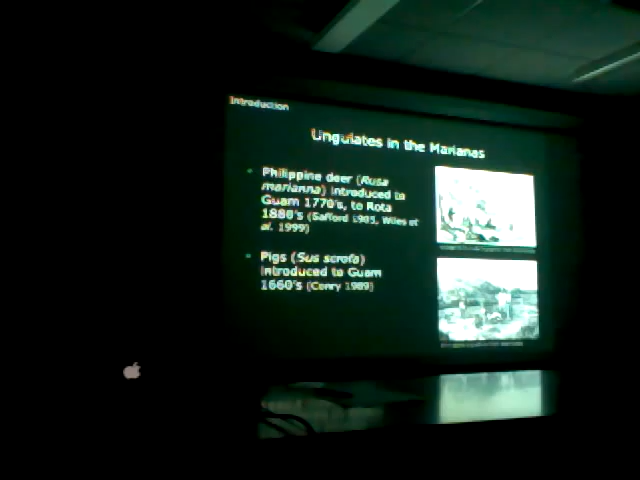 Introduction
Ungulates in the Marianas
Philippine deer (Rusa
marianna) introduced to
Guam 1770's, to Rota
1880's (Safford 1905, Wiles et
al. 1999)
Pigs (Sus scrofa)
introduced to Guam
1660's (Conry 1989)